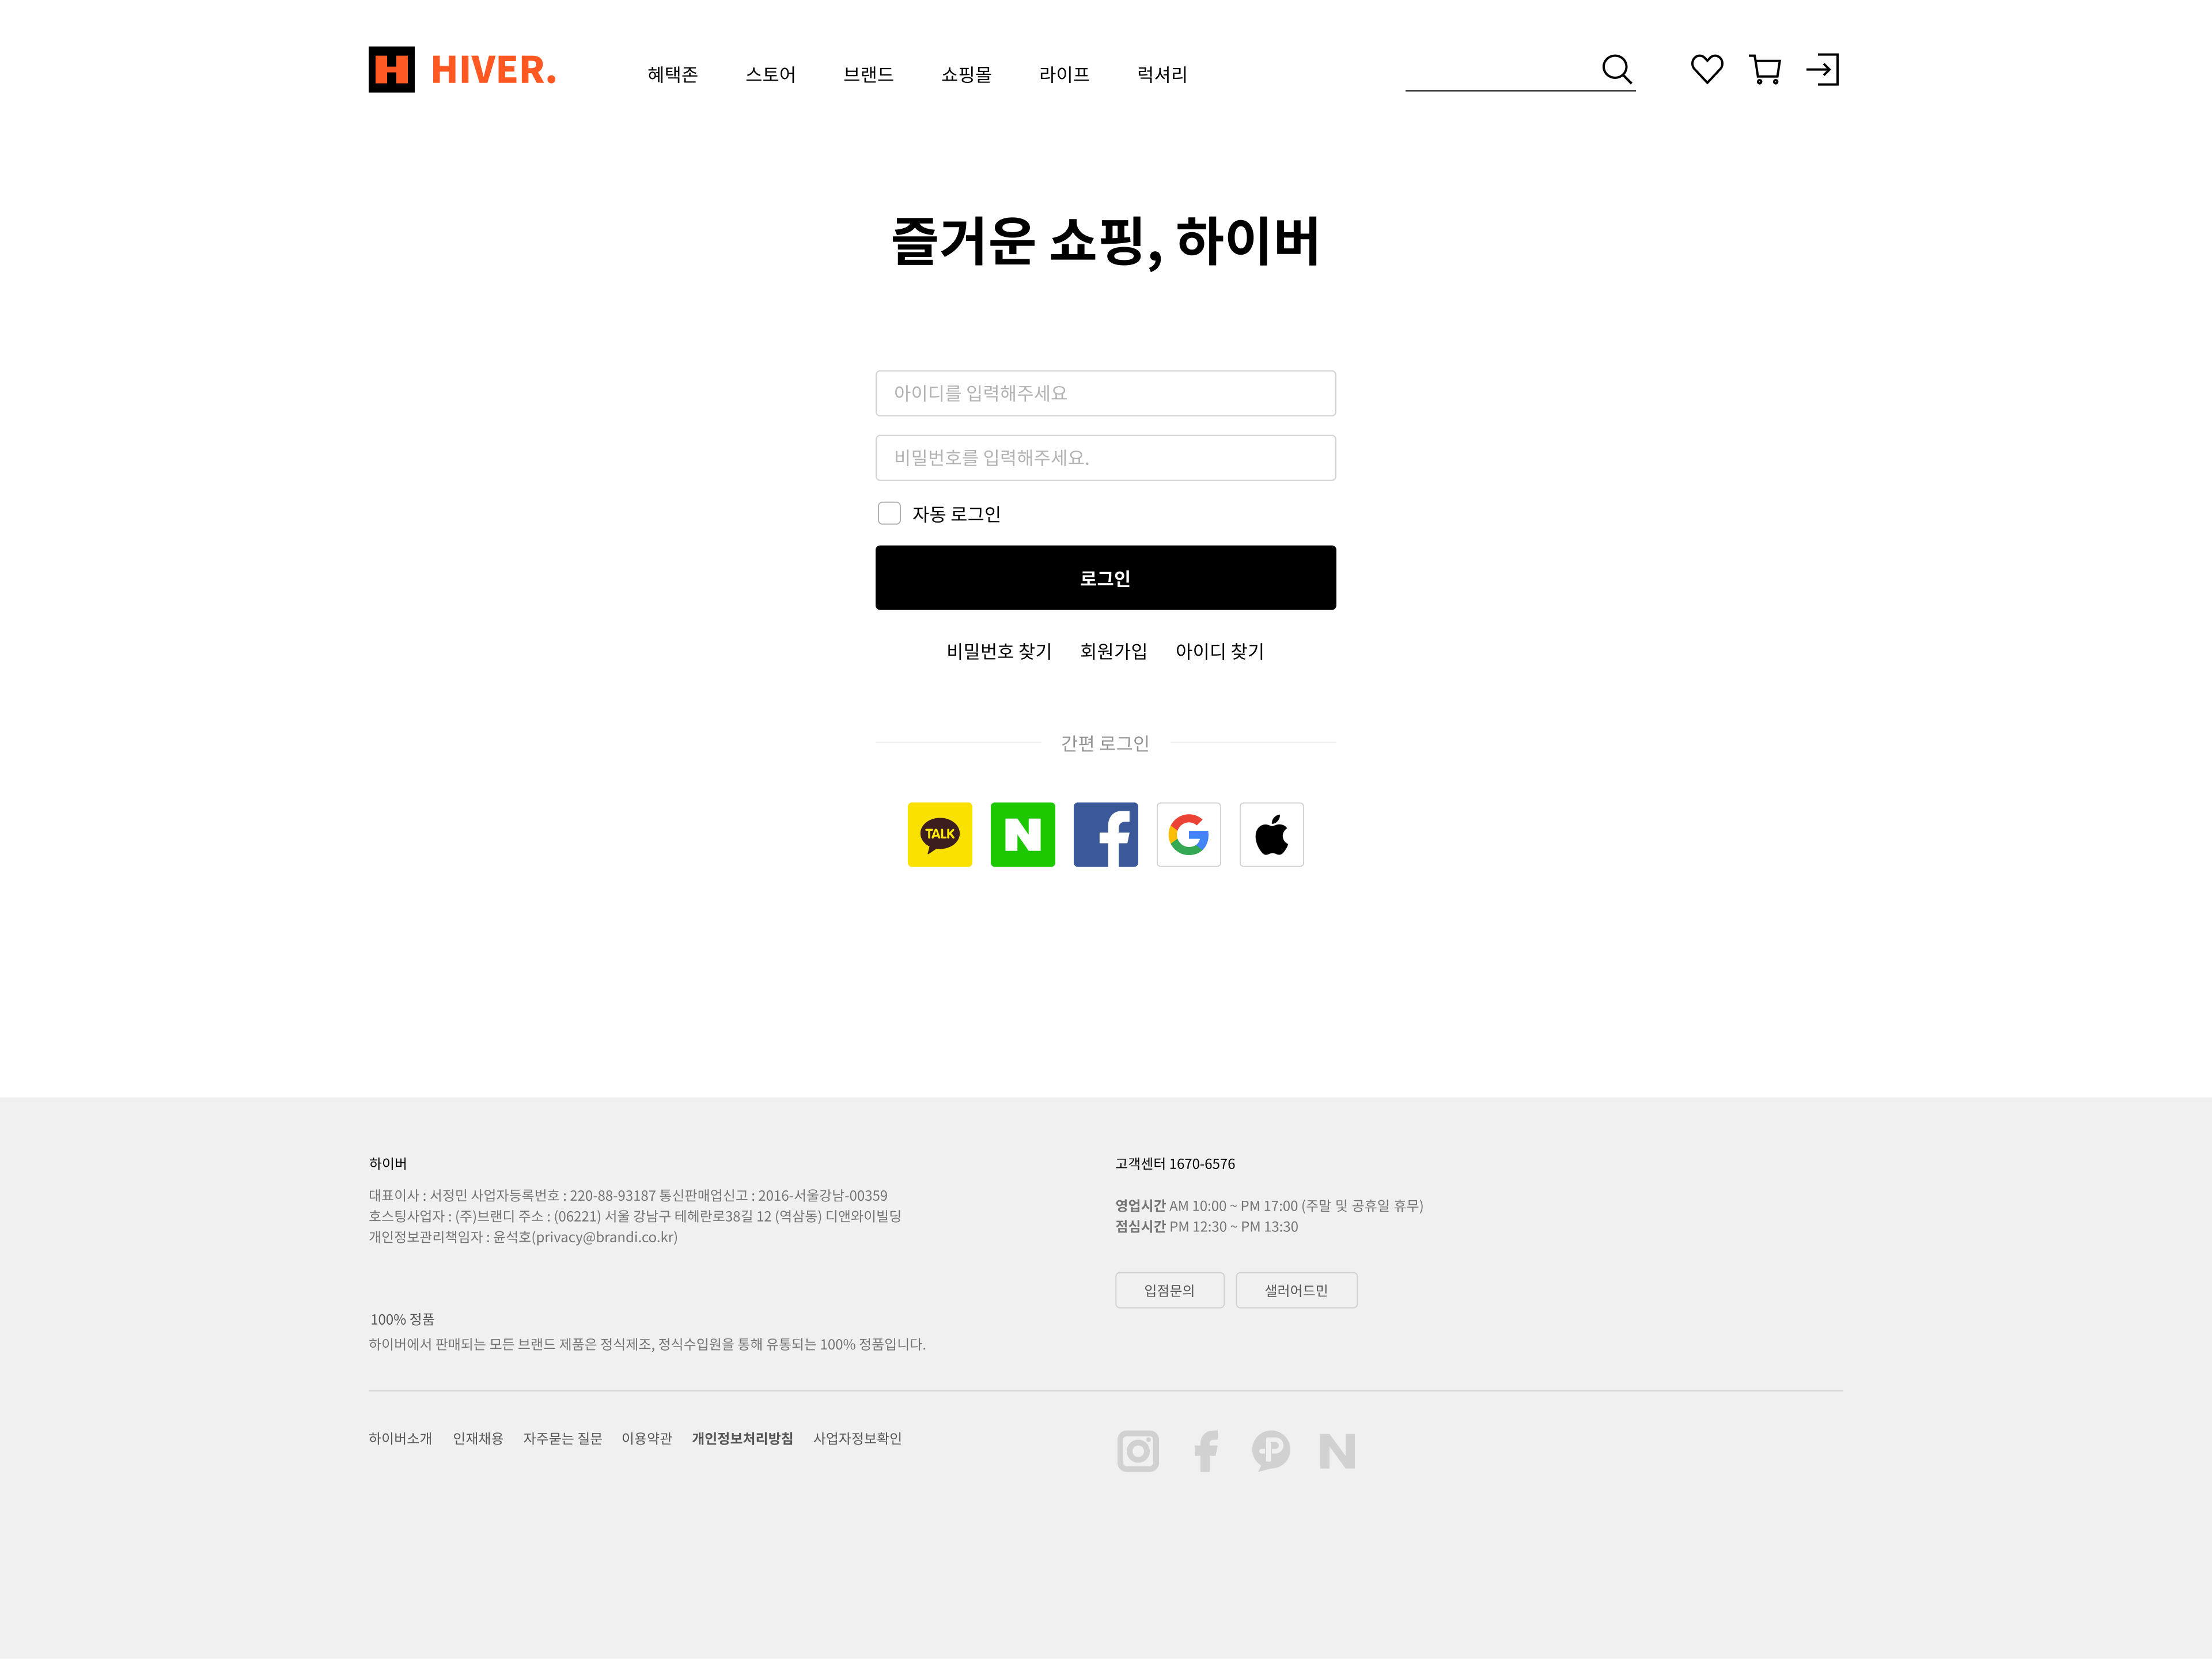 H HIVER.
혜택존 스토어 브랜드 쇼핑몰 라이프 럭셔리
즐거운 쇼핑, 하이버
아이디를 입력해주세요
비밀번호를 입력해주세요.
자동 로그인
로그인
비밀번호 찾기 회원가입 아이디 찾기
간편 로그인
TALK N f G
하이버
대표이사 : 서정민 사업자등록번호 : 220-88-93187 통신판매업신고 : 2016-서울강남-00359
호스팅사업자 : (주)브랜디 주소 : (06221) 서울 강남구 테헤란로38길 12 (역삼동) 디앤와이빌딩
개인정보관리책임자 : 윤석호(privacy@brandi.co.kr)
100% 정품
하이버에서 판매되는 모든 브랜드 제품은 정식제조, 정식수입원을 통해 유통되는 100% 정품입니다.
고객센터 1670-6576
영업시간 AM 10:00 ~ PM 17:00 (주말 및 공휴일 휴무)
점심시간 PM 12:30 ~ PM 13:30
입점문의 샐러어드민
하이버소개 인재채용 자주묻는 질문 이용약관 개인정보처리방침 사업자정보확인
f P N